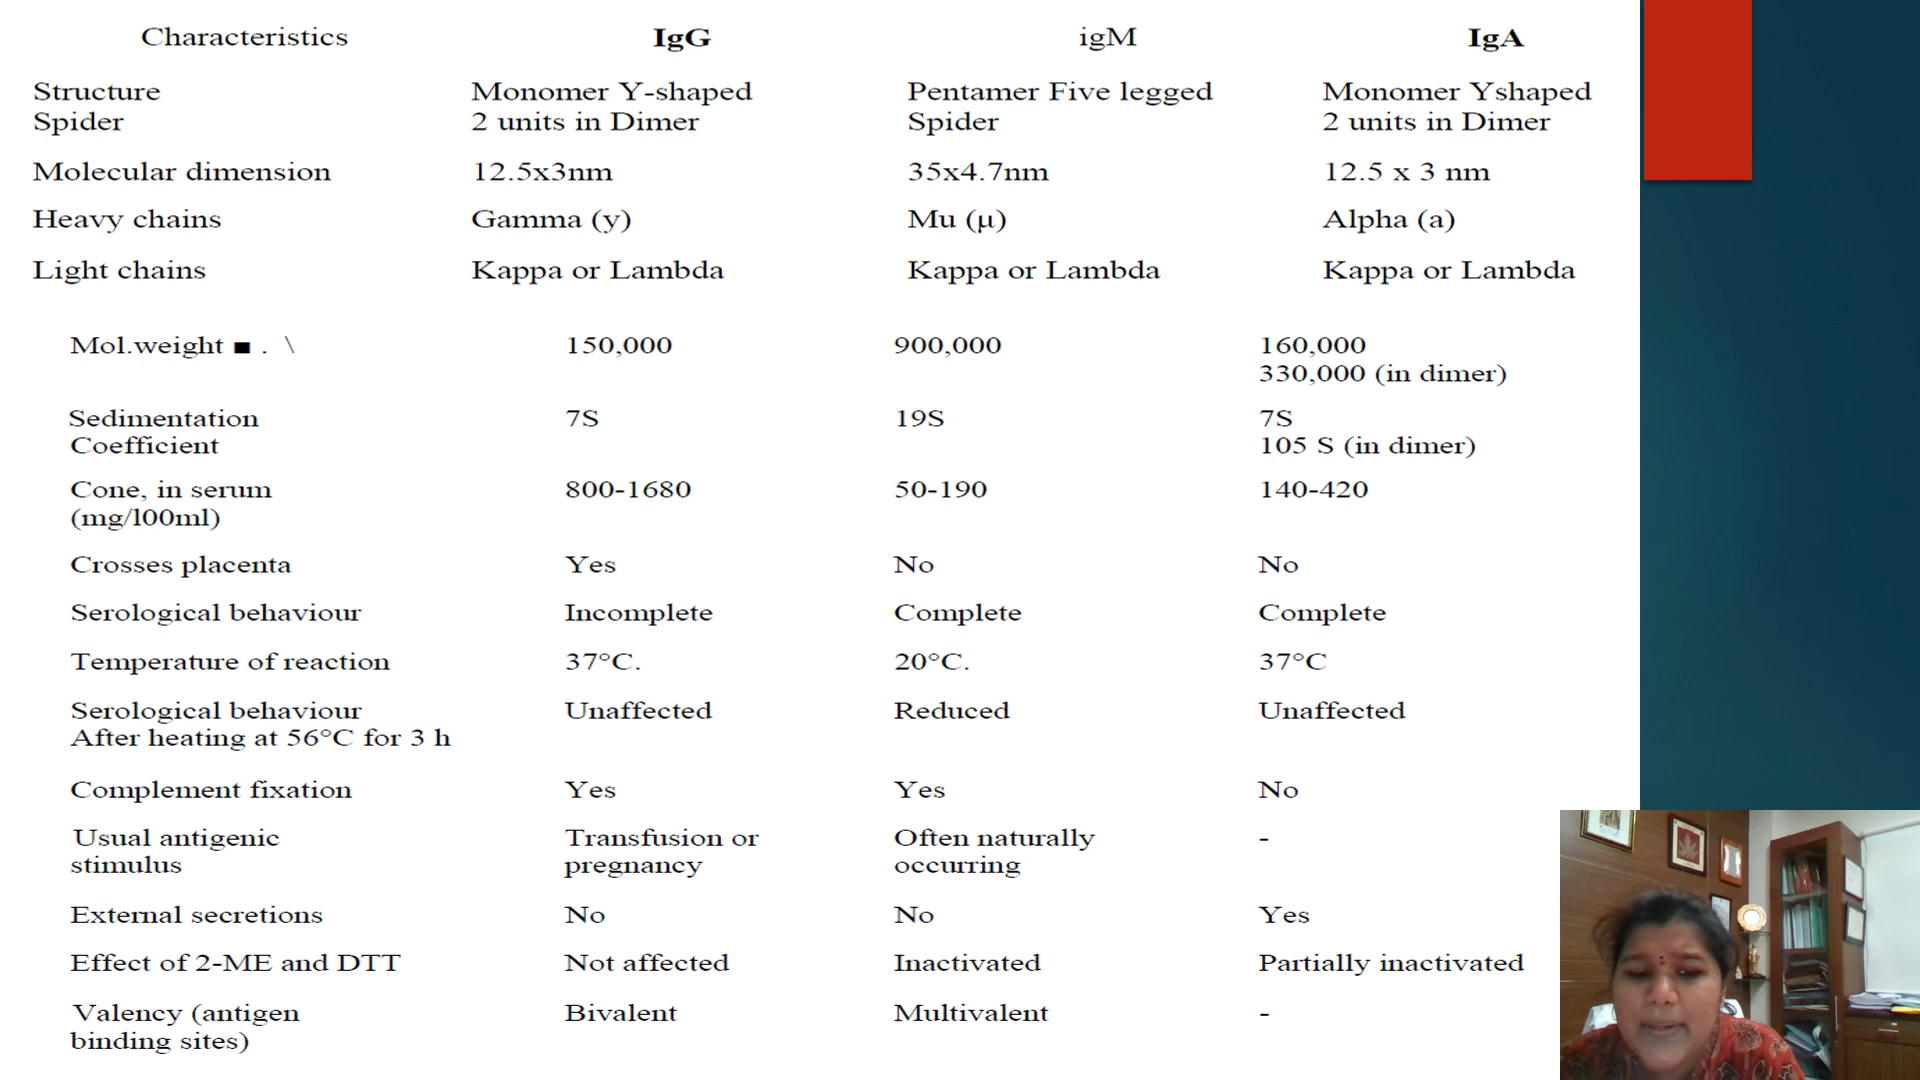 Characteristics IgG igM IgA
Structure Monomer Y-shaped Pentamer Five legged Monomer Yshaped
Spider 2 units in Dimer Spider 2 units in Dimer
Molecular dimension 12.5x3nm 35x4.7nm 12.5 x 3 nm
Heavy chains Gamma (y) Mu (μ) Alpha (a)
Light chains Kappa or Lambda Kappa or Lambda Kappa or Lambda
Mol.weight ■ . \ 150,000 900,000 160,000
330,000 (in dimer)
Sedimentation 7S 19S 7S
Coefficient 105 S (in dimer)
Cone, in serum 800-1680 50-190 140-420
(mg/l00ml)
Crosses placenta Yes No No
Serological behaviour Incomplete Complete Complete
Temperature of reaction 37°C. 20°C. 37°C
Serological behaviour Unaffected Reduced Unaffected
After heating at 56°C for 3 h
Complement fixation Yes Yes No
Usual antigenic Transfusion or Often naturally -
stimulus pregnancy occurring
External secretions No No Yes
Effect of 2-ME and DTT Not affected Inactivated Partially inactivated
Valency (antigen Bivalent Multivalent -
binding sites)